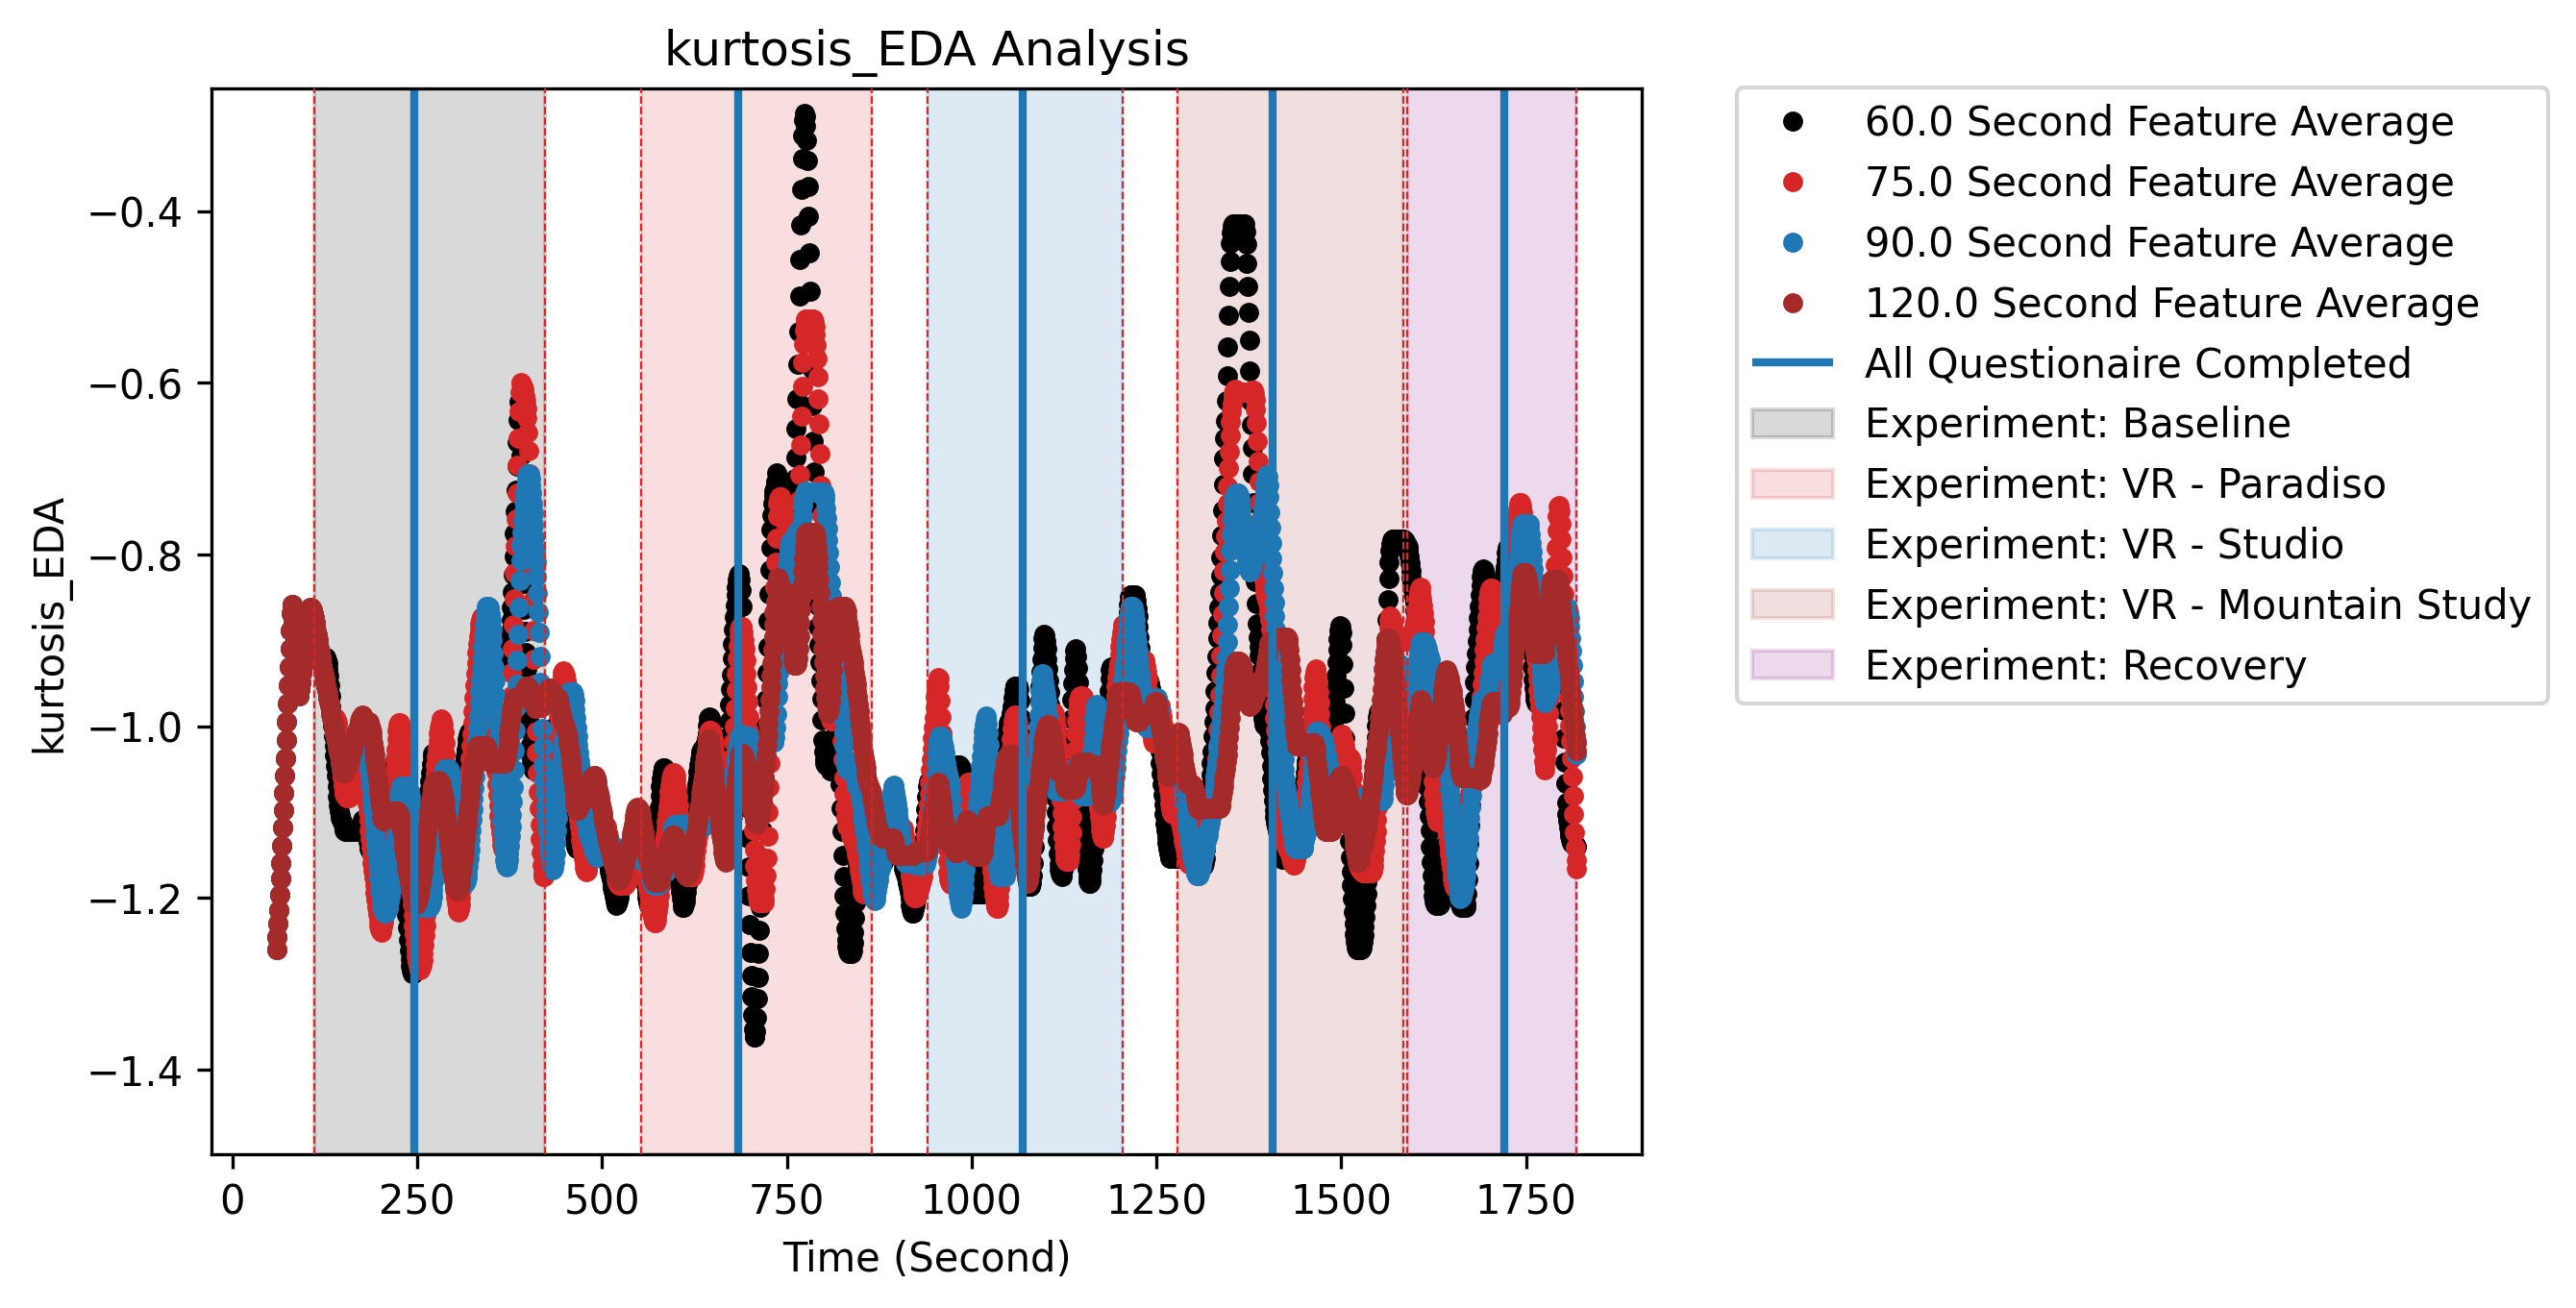 kurtosis_EDA Analysis
kurtosis_EDA
−0.4
−0.6
−0.8
−1.0
−1.2
−1.4
0 250 500 750 1000 1250 1500 1750
Time (Second)
60.0 Second Feature Average
75.0 Second Feature Average
90.0 Second Feature Average
120.0 Second Feature Average
All Questionaire Completed
Experiment: Baseline
Experiment: VR - Paradiso
Experiment: VR - Studio
Experiment: VR - Mountain Study
Experiment: Recovery